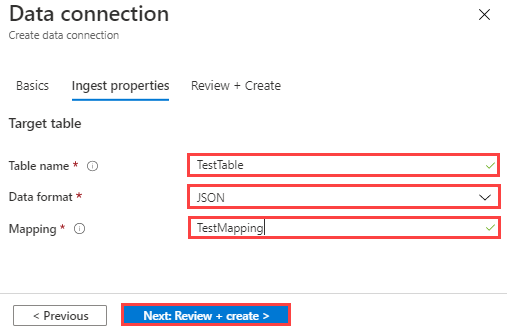 Data connection
Create data connection
Basics Ingest properties Review + Create
Target table
Table name * TestTable
Data format * JSON
Mapping * TestMapping
< Previous Next: Review + create >